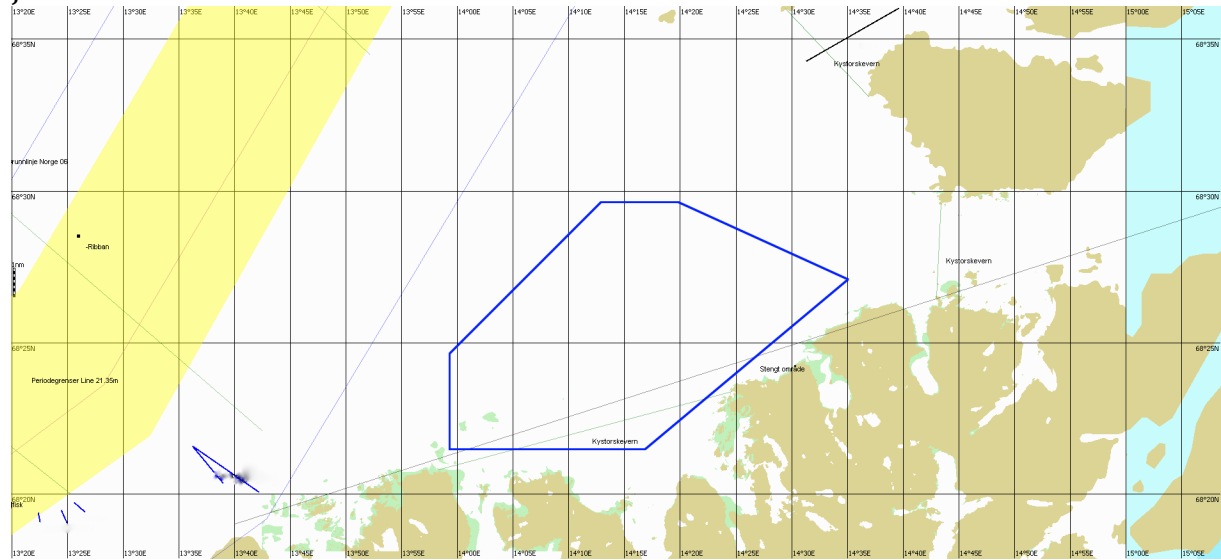 13°20E 13°25E 13°30E 13°35E 13°40E 13°45E 13°50E 13°55E 14°00E 14°05E 14°10E 14°15E 14°20E 14°25E 14°30E 14°35E 14°40E 14°45E 14°50E 14°55E 15°00E 15°05E
68°35N 68°35N
Kystorskevern
runnlinje Norge 06
68°30N 68°30N
-Ribban
1nm
Kystorskevern
68°25N 68°25N
Stengt område
Periodegrenser Line 21.35m
Kystorskevern
68°20N 68°20N
tfisk
13°20E 13°25E 13°30E 13°35E 13°40E 13°45E 13°50E 13°55E 14°00E 14°05E 14°10E 14°15E 14°20E 14°25E 14°30E 14°35E 14°40E 14°45E 14°50E 14°55E 15°00E 15°05E